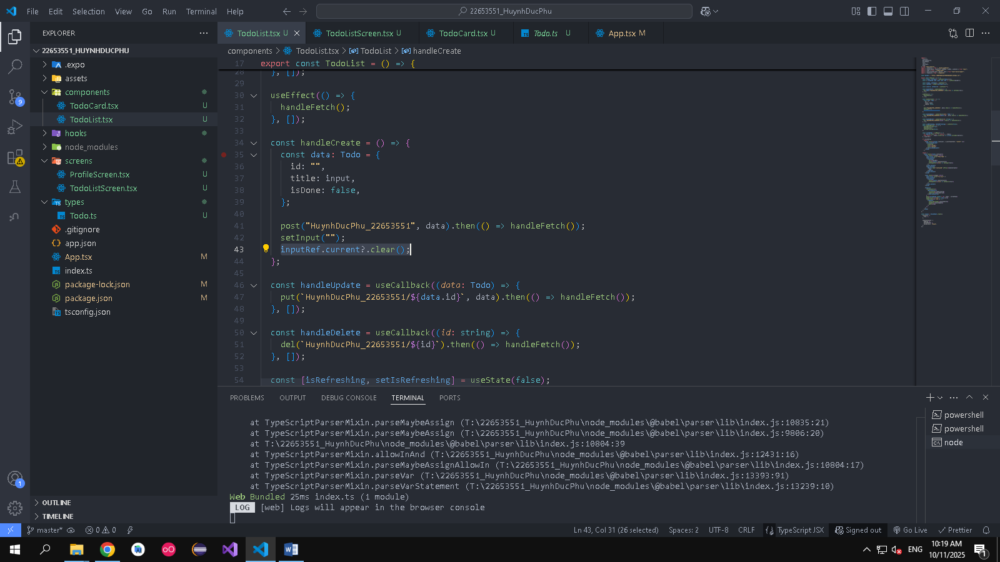 File Edit Selection View Go Run Terminal Help
22653551_HuynhDucPhu
EXPLORER
22653551_HUYNHDUCPHU
.expo
assets
components
TodoCard.tsx U
TodoList.tsx U
hooks
node_modules
screens
ProfileScreen.tsx U
TodoListScreen.tsx U
types
Todo.ts U
.gitignore
app.json
App.tsx M
index.ts
package-lock.json M
package.json M
tsconfig.json
OUTLINE
TIMELINE
TodoList.tsx U TodoListScreen.tsx U TodoCard.tsx U Todo.ts U App.tsx M
components > TodoList.tsx > TodoList > handleCreate
17 export const TodoList = () => {
28 }, []);
29
30 useEffect(() => {
31 handleFetch();
32 }, []);
33
34 const handleCreate = () => {
35 const data: Todo = {
36 id: "",
37 title: input,
38 isDone: false,
39 };
40
41 post("HuynhDucPhu_22653551", data).then(() => handleFetch());
42 setInput("");
43 inputRef.current?.clear();
44 };
45
46 const handleUpdate = useCallback((data: Todo) => {
47 put(`HuynhDucPhu_22653551/${data.id}`, data).then(() => handleFetch());
48 }, []);
49
50 const handleDelete = useCallback((id: string) => {
51 del(`HuynhDucPhu_22653551/${id}`).then(() => handleFetch());
52 }, []);
53
54 const [isRefreshing, setIsRefreshing] = useState(false);
PROBLEMS OUTPUT DEBUG CONSOLE TERMINAL PORTS
at TypeScriptParserMixin.parseMaybeAssign (T:\22653551_HuynhDucPhu\node_modules\@babel\parser\lib\index.js:10835:21)
at TypeScriptParserMixin.parseMaybeAssign (T:\22653551_HuynhDucPhu\node_modules\@babel\parser\lib\index.js:9806:20)
at T:\22653551_HuynhDucPhu\node_modules\@babel\parser\lib\index.js:10804:39
at TypeScriptParserMixin.allowInAnd (T:\22653551_HuynhDucPhu\node_modules\@babel\parser\lib\index.js:12431:16)
at TypeScriptParserMixin.parseMaybeAssignAllowIn (T:\22653551_HuynhDucPhu\node_modules\@babel\parser\lib\index.js:10804:17)
at TypeScriptParserMixin.parseVar (T:\22653551_HuynhDucPhu\node_modules\@babel\parser\lib\index.js:13393:91)
at TypeScriptParserMixin.parseVarStatement (T:\22653551_HuynhDucPhu\node_modules\@babel\parser\lib\index.js:13239:10)
Web Bundled 25ms index.ts (1 module)
LOG [web] Logs will appear in the browser console
powershell
powershell
node
master* 0 0 Ln 43, Col 31 (26 selected) Spaces: 2 UTF-8 CRLF TypeScript JSX Signed out Go Live Prettier
ENG 10:19 AM
10/11/2025